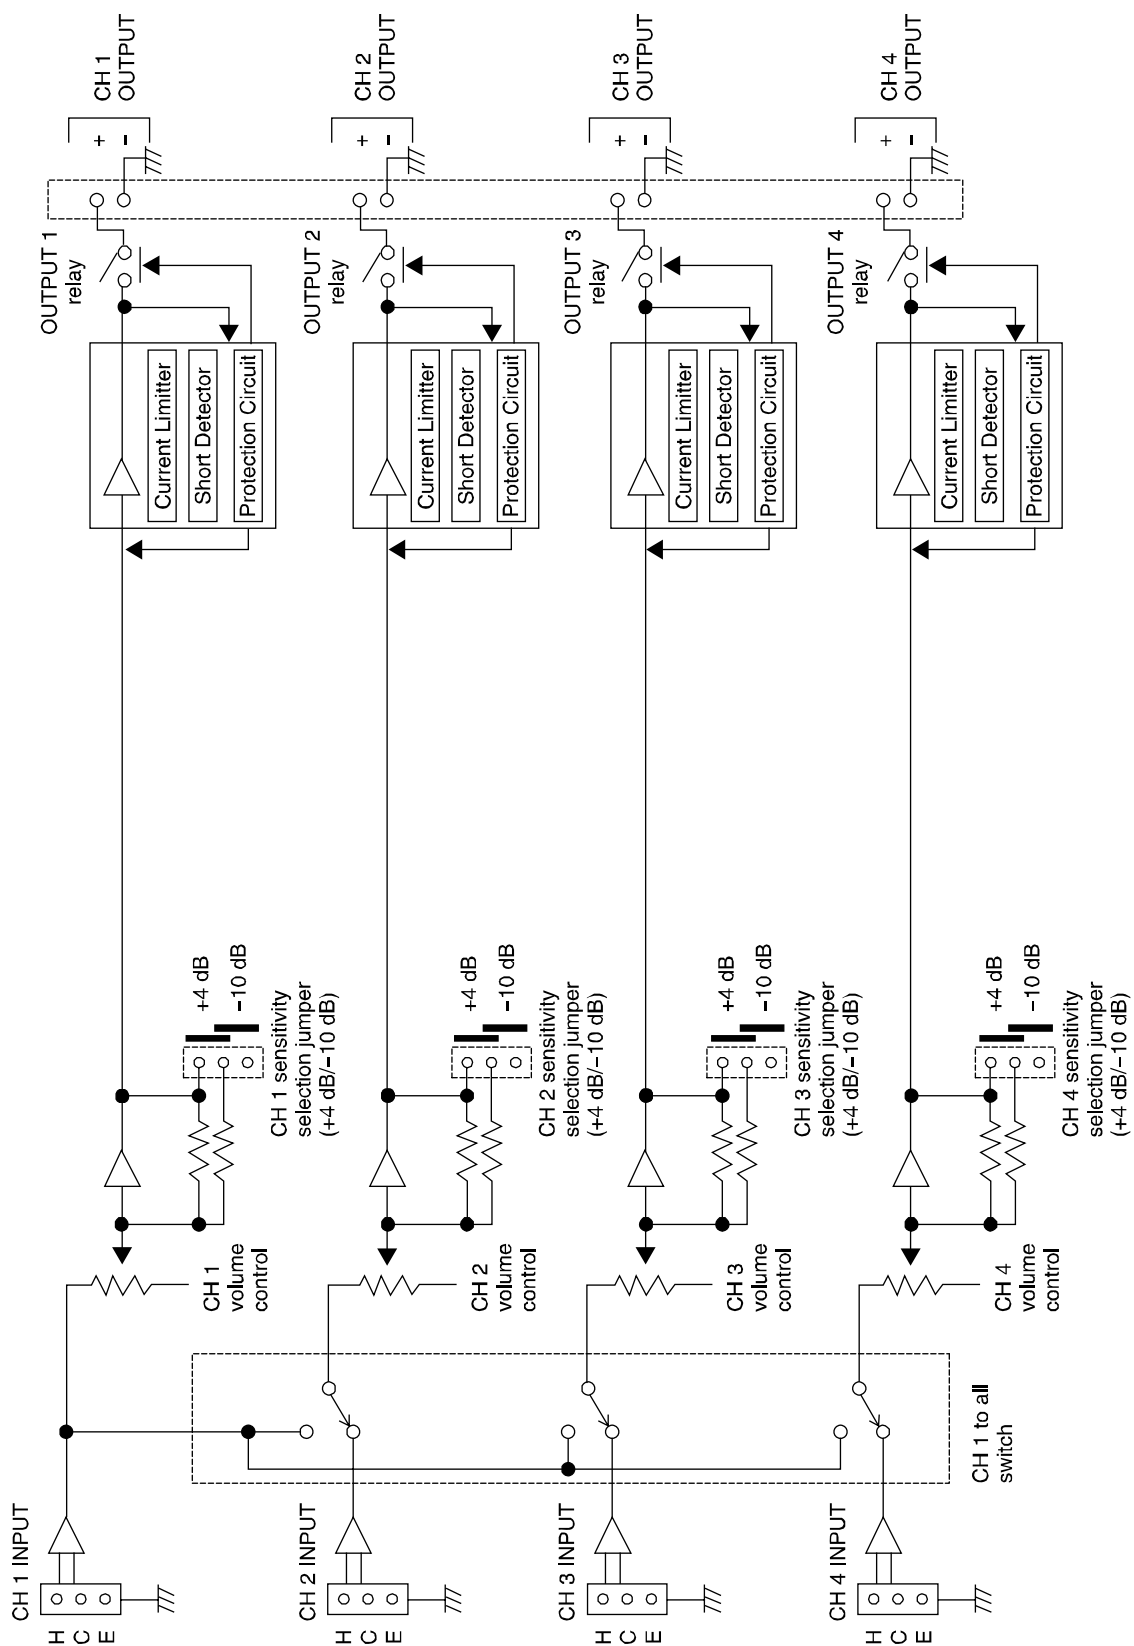 CH 1 INPUT
H
C
E
CH 1
volume
control
CH 1 sensitivity
selection jumper
(+4 dB/−10 dB)
+4 dB
−10 dB
Current Limitter
Short Detector
Protection Circuit
OUTPUT 1
relay
+
-
CH 1
OUTPUT
CH 2 INPUT
H
C
E
CH 2
volume
control
CH 2 sensitivity
selection jumper
(+4 dB/−10 dB)
+4 dB
−10 dB
Current Limitter
Short Detector
Protection Circuit
OUTPUT 2
relay
+
-
CH 2
OUTPUT
CH 3 INPUT
H
C
E
CH 3
volume
control
CH 3 sensitivity
selection jumper
(+4 dB/−10 dB)
+4 dB
−10 dB
Current Limitter
Short Detector
Protection Circuit
OUTPUT 3
relay
+
-
CH 3
OUTPUT
CH 4 INPUT
H
C
E
CH 1 to all
switch
CH 4
volume
control
CH 4 sensitivity
selection jumper
(+4 dB/−10 dB)
+4 dB
−10 dB
Current Limitter
Short Detector
Protection Circuit
OUTPUT 4
relay
+
-
CH 4
OUTPUT